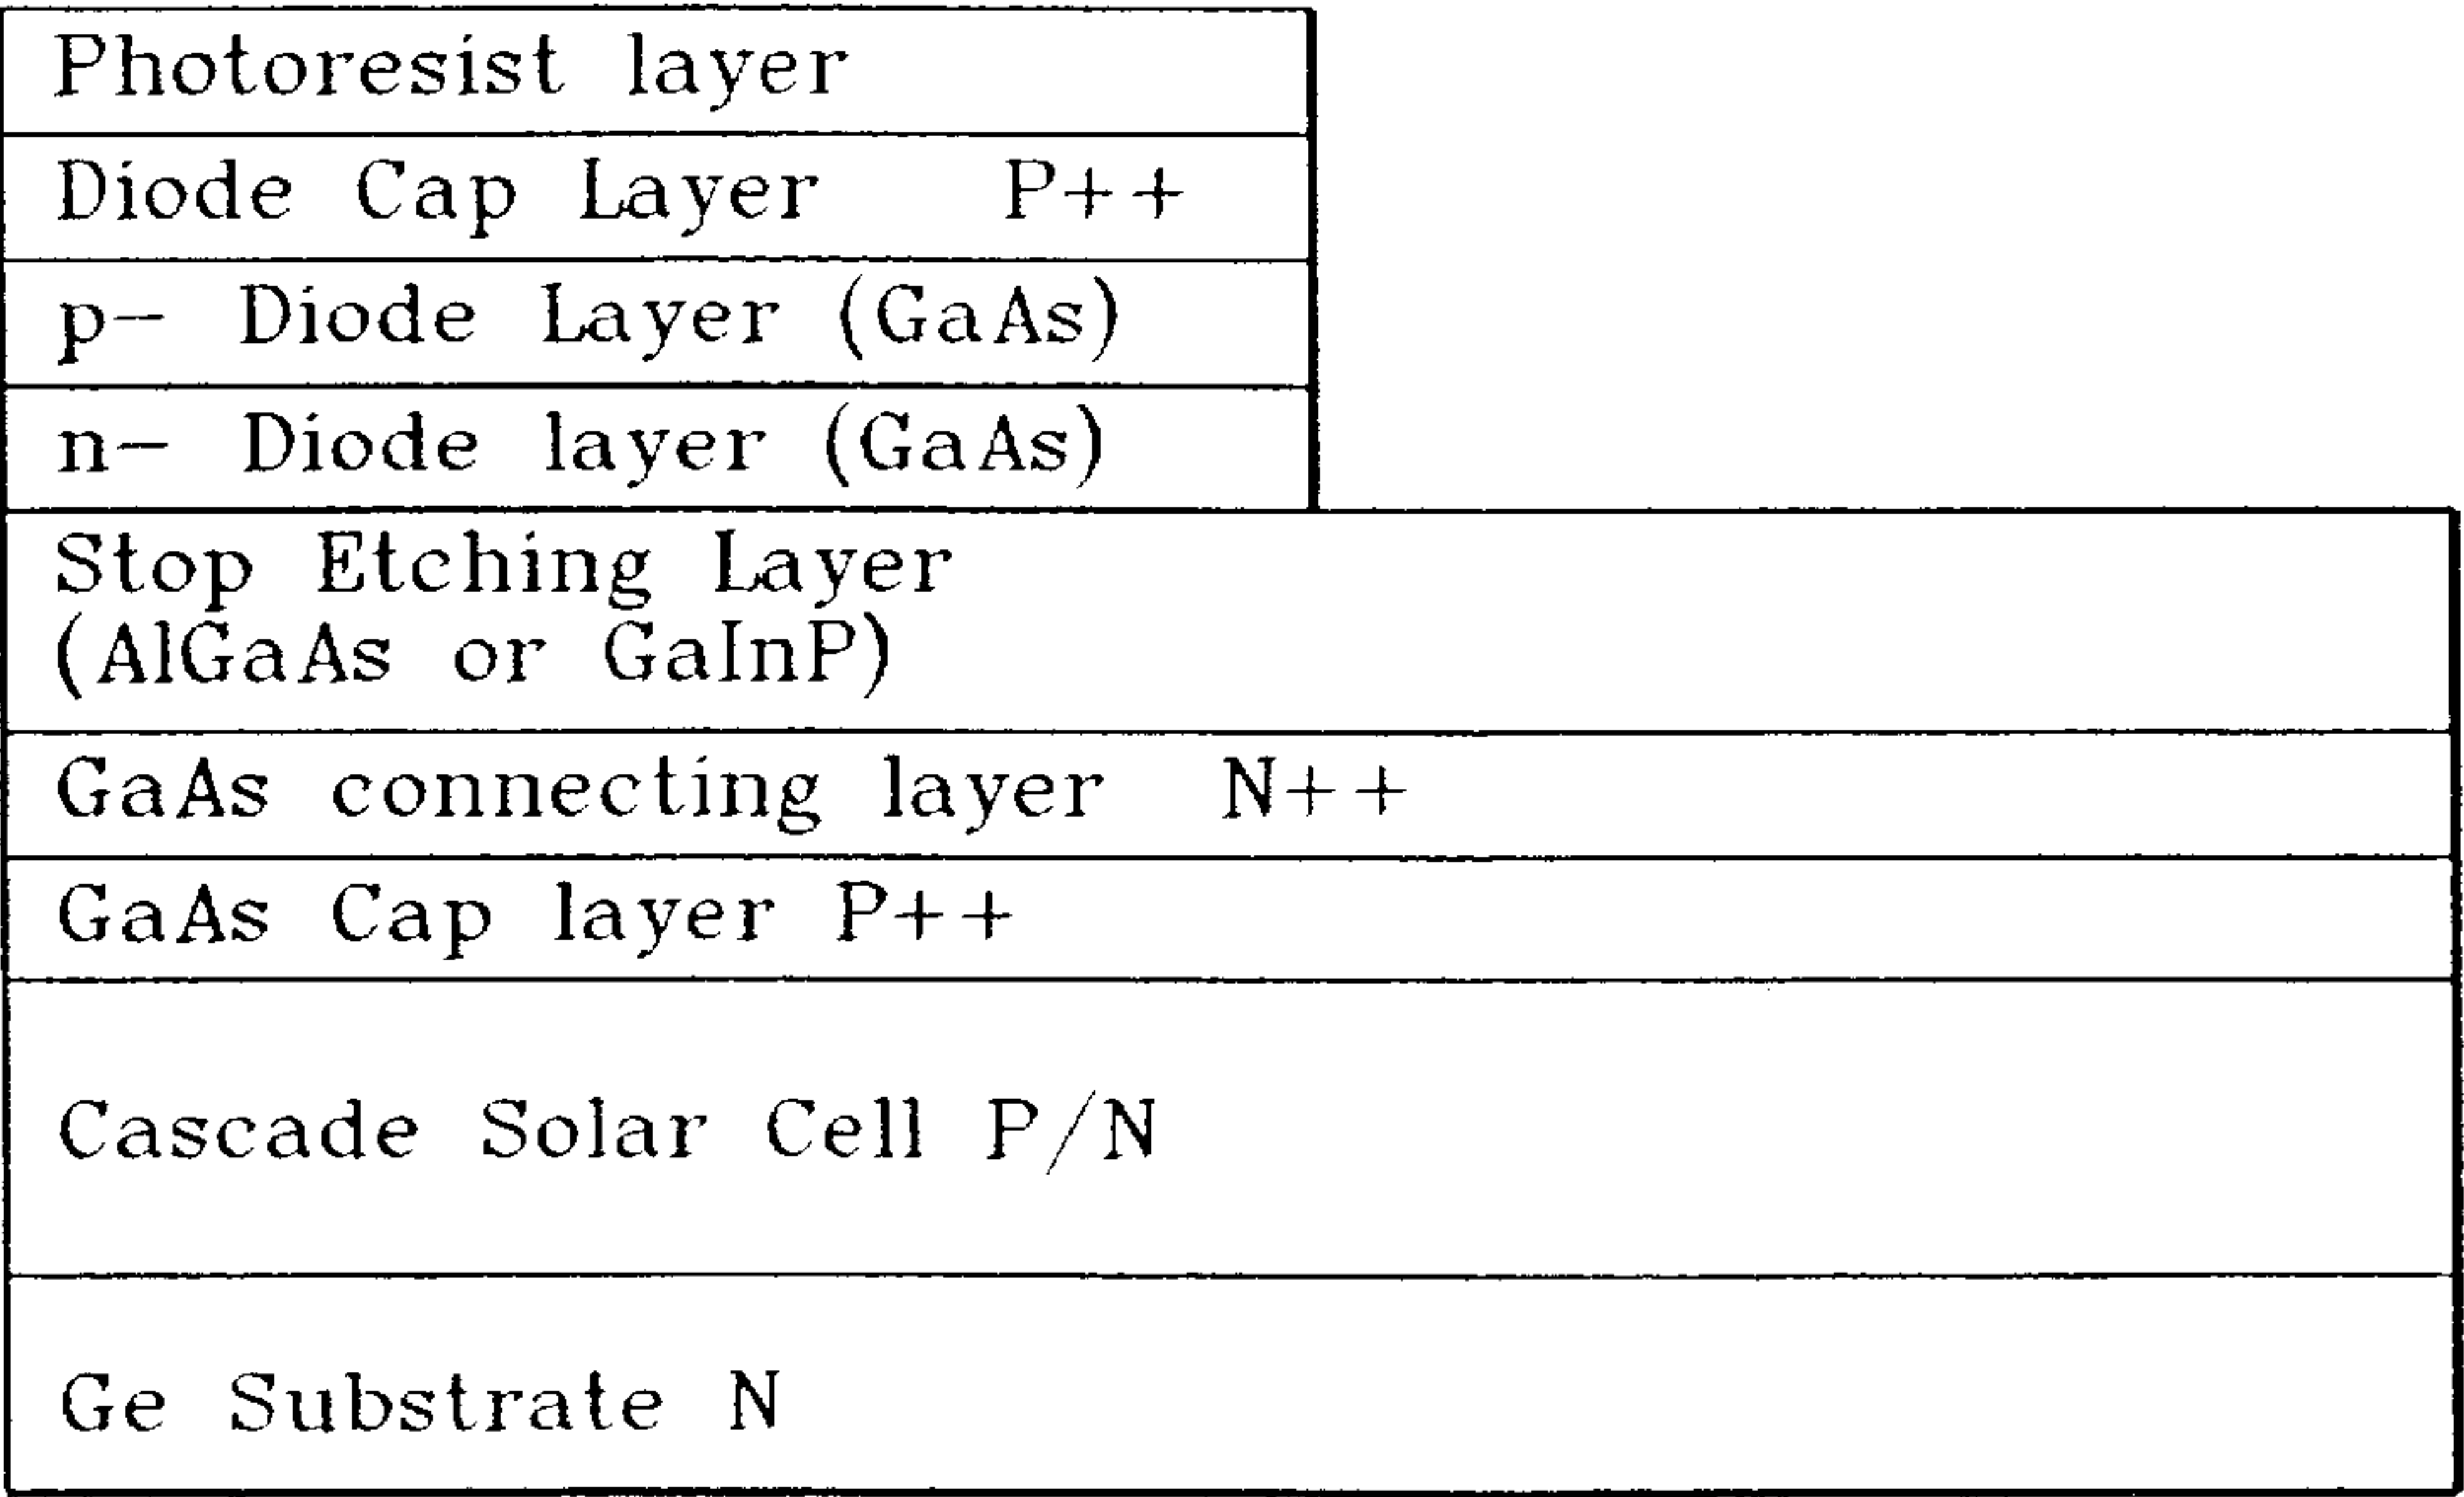 Photoresist layer
Diode Cap Layer P++
p- Diode Layer (GaAs)
n- Diode layer (GaAs)
Stop Etching Layer
(AlGaAs or GaInP)
GaAs connecting layer N++
GaAs Cap layer P++
Cascade Solar Cell P/N
Ge Substrate N